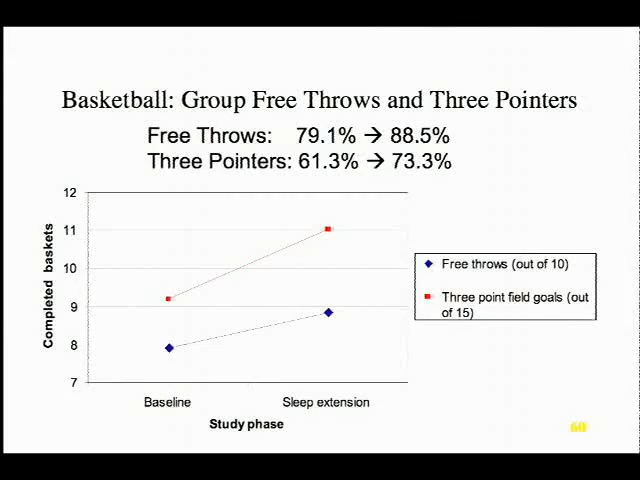 Basketball: Group Free Throws and Three Pointers
Free Throws: 79.1% → 88.5%
Three Pointers: 61.3% → 73.3%
12
11
10
9
8
7
Completed baskets
Baseline
Sleep extension
Study phase
Free throws (out of 10)
Three point field goals (out
of 15)
60